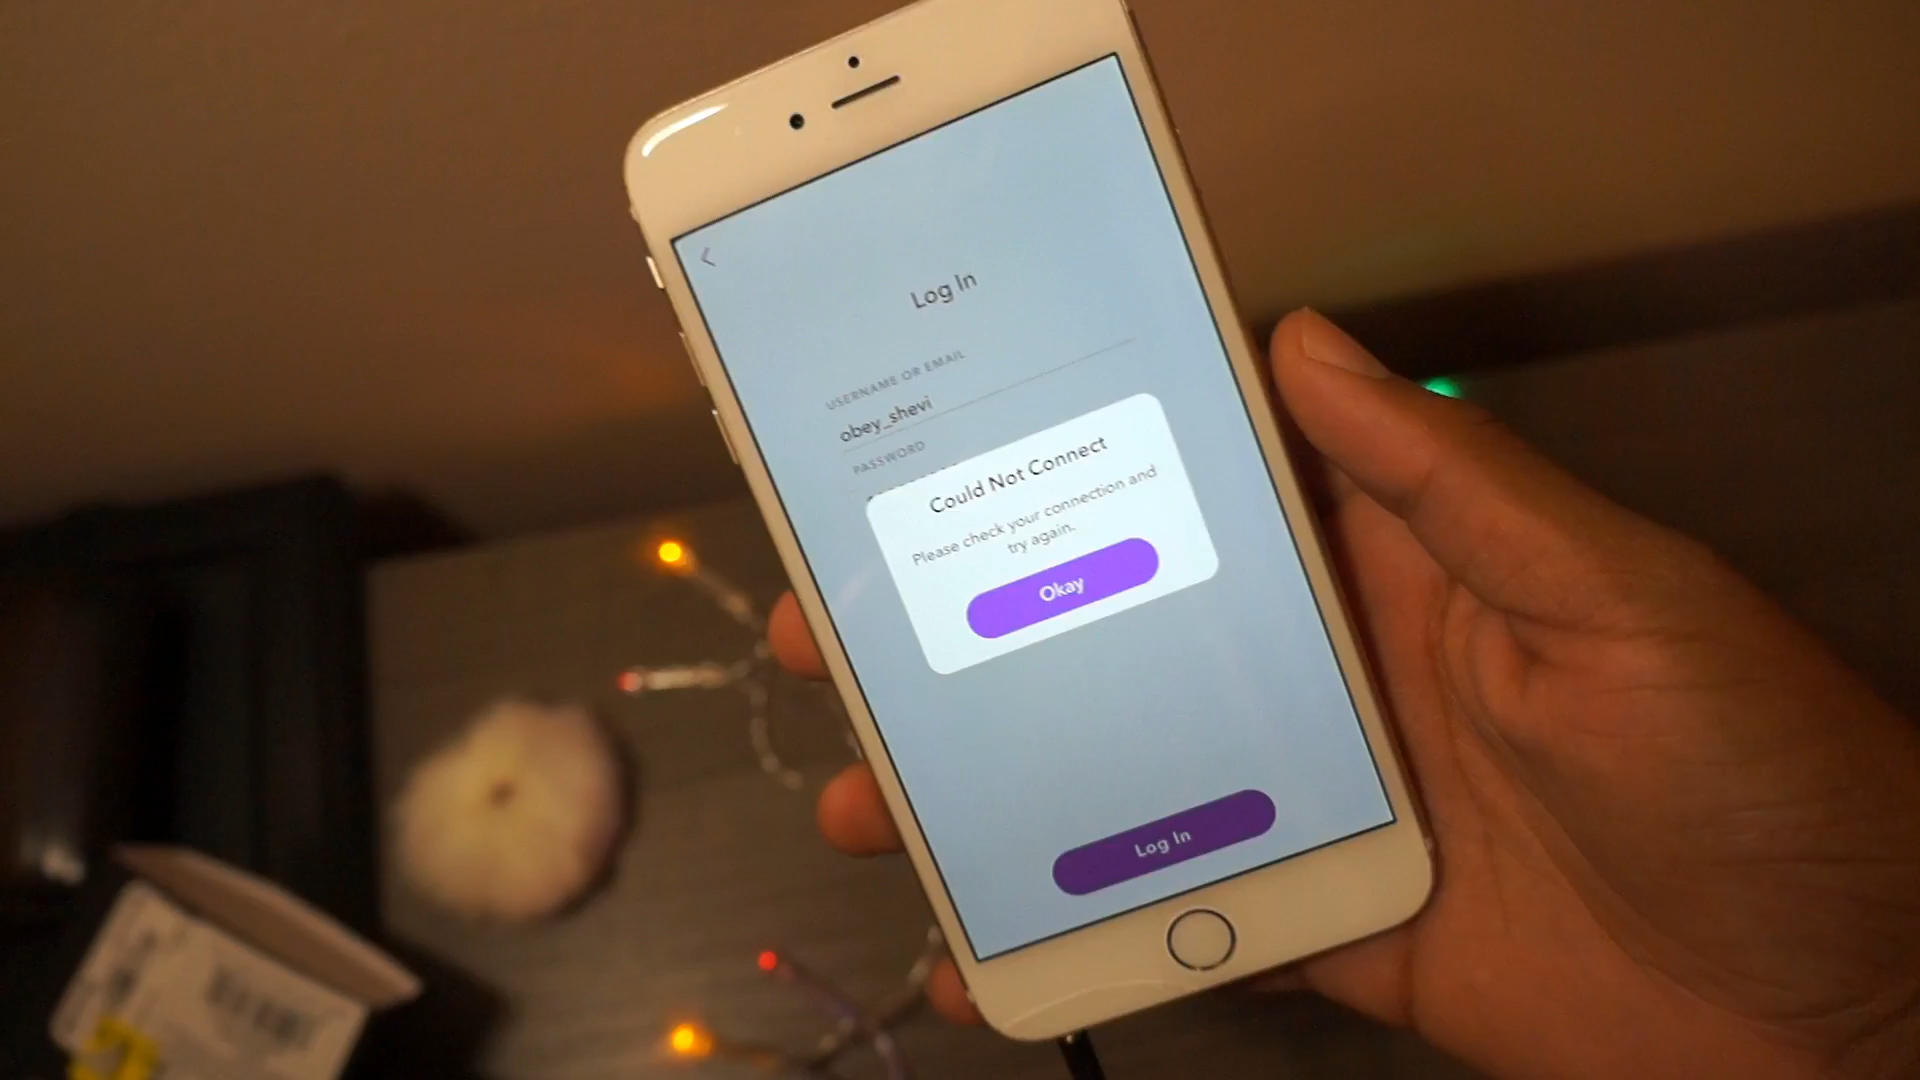 Log In
USERNAME OR EMAIL
obey_shevi
PASSWORD
Could Not Connect
Please check your connection and
try again.
Okay
Log In